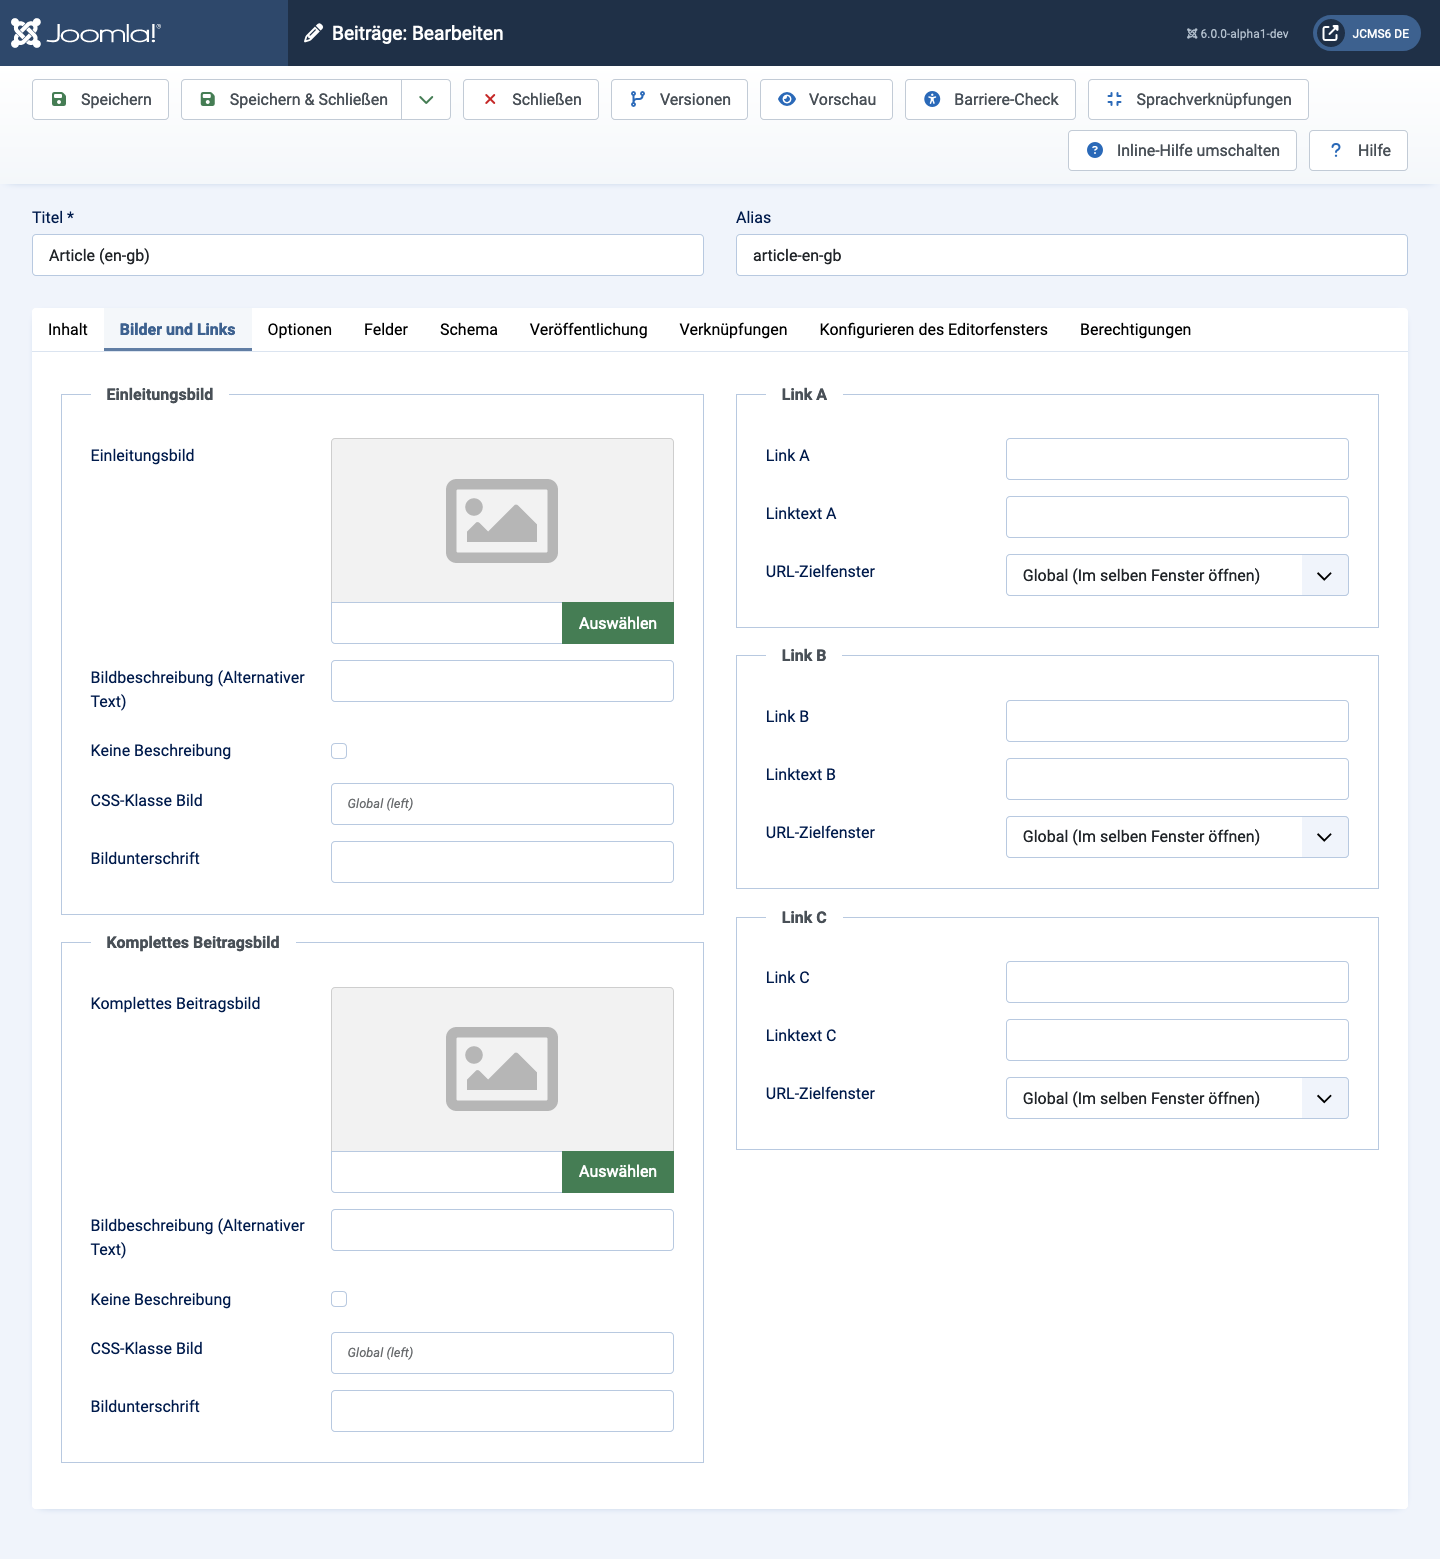 Joomla!®
Beiträge: Bearbeiten
6.0.0-alpha1-dev
JCMS6 DE
Speichern
Speichern & Schließen
Schließen
Versionen
Vorschau
Barriere-Check
Sprachverknüpfungen
Inline-Hilfe umschalten
Hilfe
Titel *
Alias
Article (en-gb)
article-en-gb
Inhalt
Bilder und Links
Optionen
Felder
Schema
Veröffentlichung
Verknüpfungen
Konfigurieren des Editorfensters
Berechtigungen
Einleitungsbild
Einleitungsbild
Auswählen
Bildbeschreibung (Alternativer
Text)
Keine Beschreibung
CSS-Klasse Bild
Global (left)
Bildunterschrift
Komplettes Beitragsbild
Komplettes Beitragsbild
Auswählen
Bildbeschreibung (Alternativer
Text)
Keine Beschreibung
CSS-Klasse Bild
Global (left)
Bildunterschrift
Link A
Link A
Linktext A
URL-Zielfenster
Global (Im selben Fenster öffnen)
Link B
Link B
Linktext B
URL-Zielfenster
Global (Im selben Fenster öffnen)
Link C
Link C
Linktext C
URL-Zielfenster
Global (Im selben Fenster öffnen)